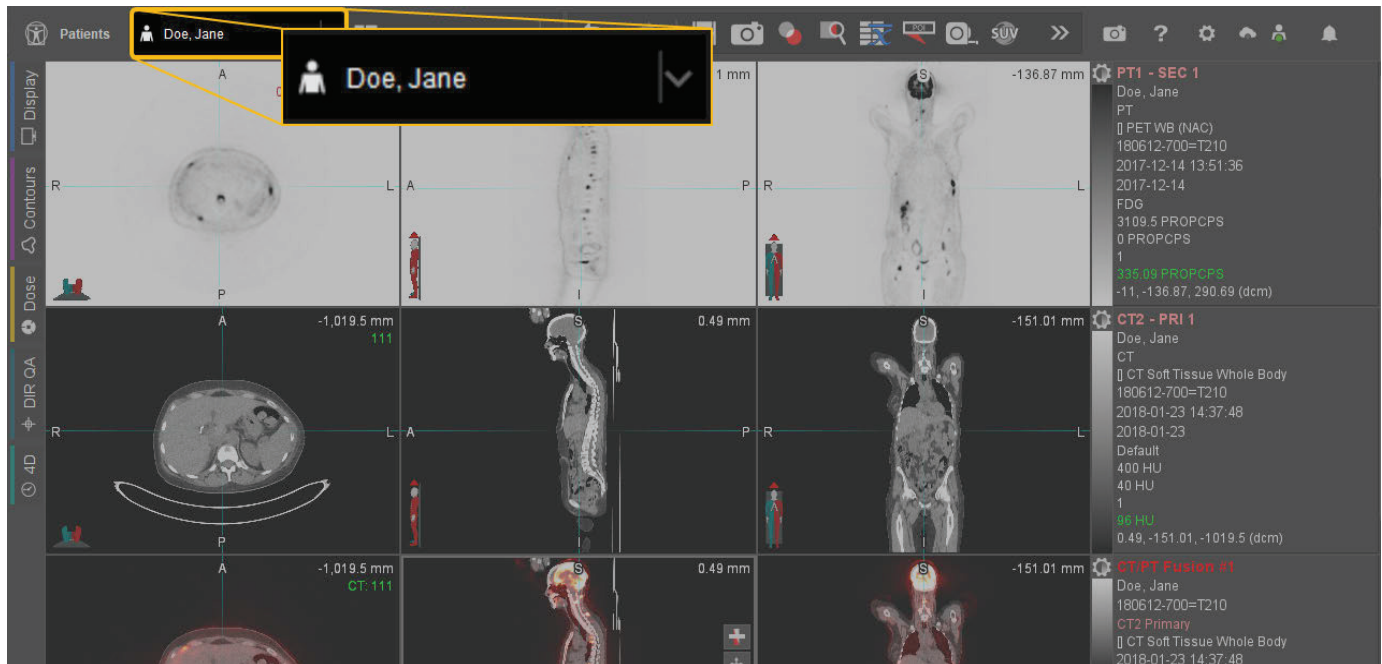 Patients
Doe, Jane
Doe, Jane
POI
SUV
Display
Contours
Dose
DIR QA
4D
A
R
L
P
1 mm
A
P
I
S
-136.87 mm
R
L
I
PT1 - SEC 1
Doe, Jane
PT
[] PET WB (NAC)
180612-700=T210
2017-12-14 13:51:36
2017-12-14
FDG
3109.5 PROPCPS
0 PROPCPS
1
335.09 PROPCPS
-11, -136.87, 290.69 (dcm)
A
-1,019.5 mm
111
R
L
P
S
0.49 mm
A
P
I
S
-151.01 mm
R
L
I
CT2 - PRI 1
Doe, Jane
CT
[] CT Soft Tissue Whole Body
180612-700=T210
2018-01-23 14:37:48
2018-01-23
Default
400 HU
40 HU
1
96 HU
0.49, -151.01, -1019.5 (dcm)
A
-1,019.5 mm
CT: 111
S
0.49 mm
S
-151.01 mm
CT/PT Fusion #1
Doe, Jane
180612-700=T210
CT2 Primary
[] CT Soft Tissue Whole Body
2018-01-23 14:37:48